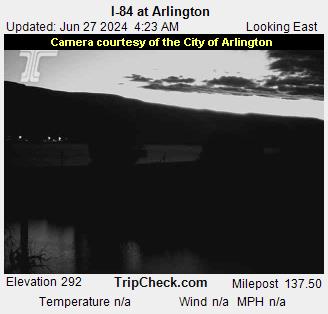 I-84 at Arlington
Updated: Jun 27 2024 4:23 AM Looking East
Camera courtesy of the City of Arlington
Elevation 292 TripCheck.com Milepost 137.50
Temperature n/a Wind n/a MPH n/a